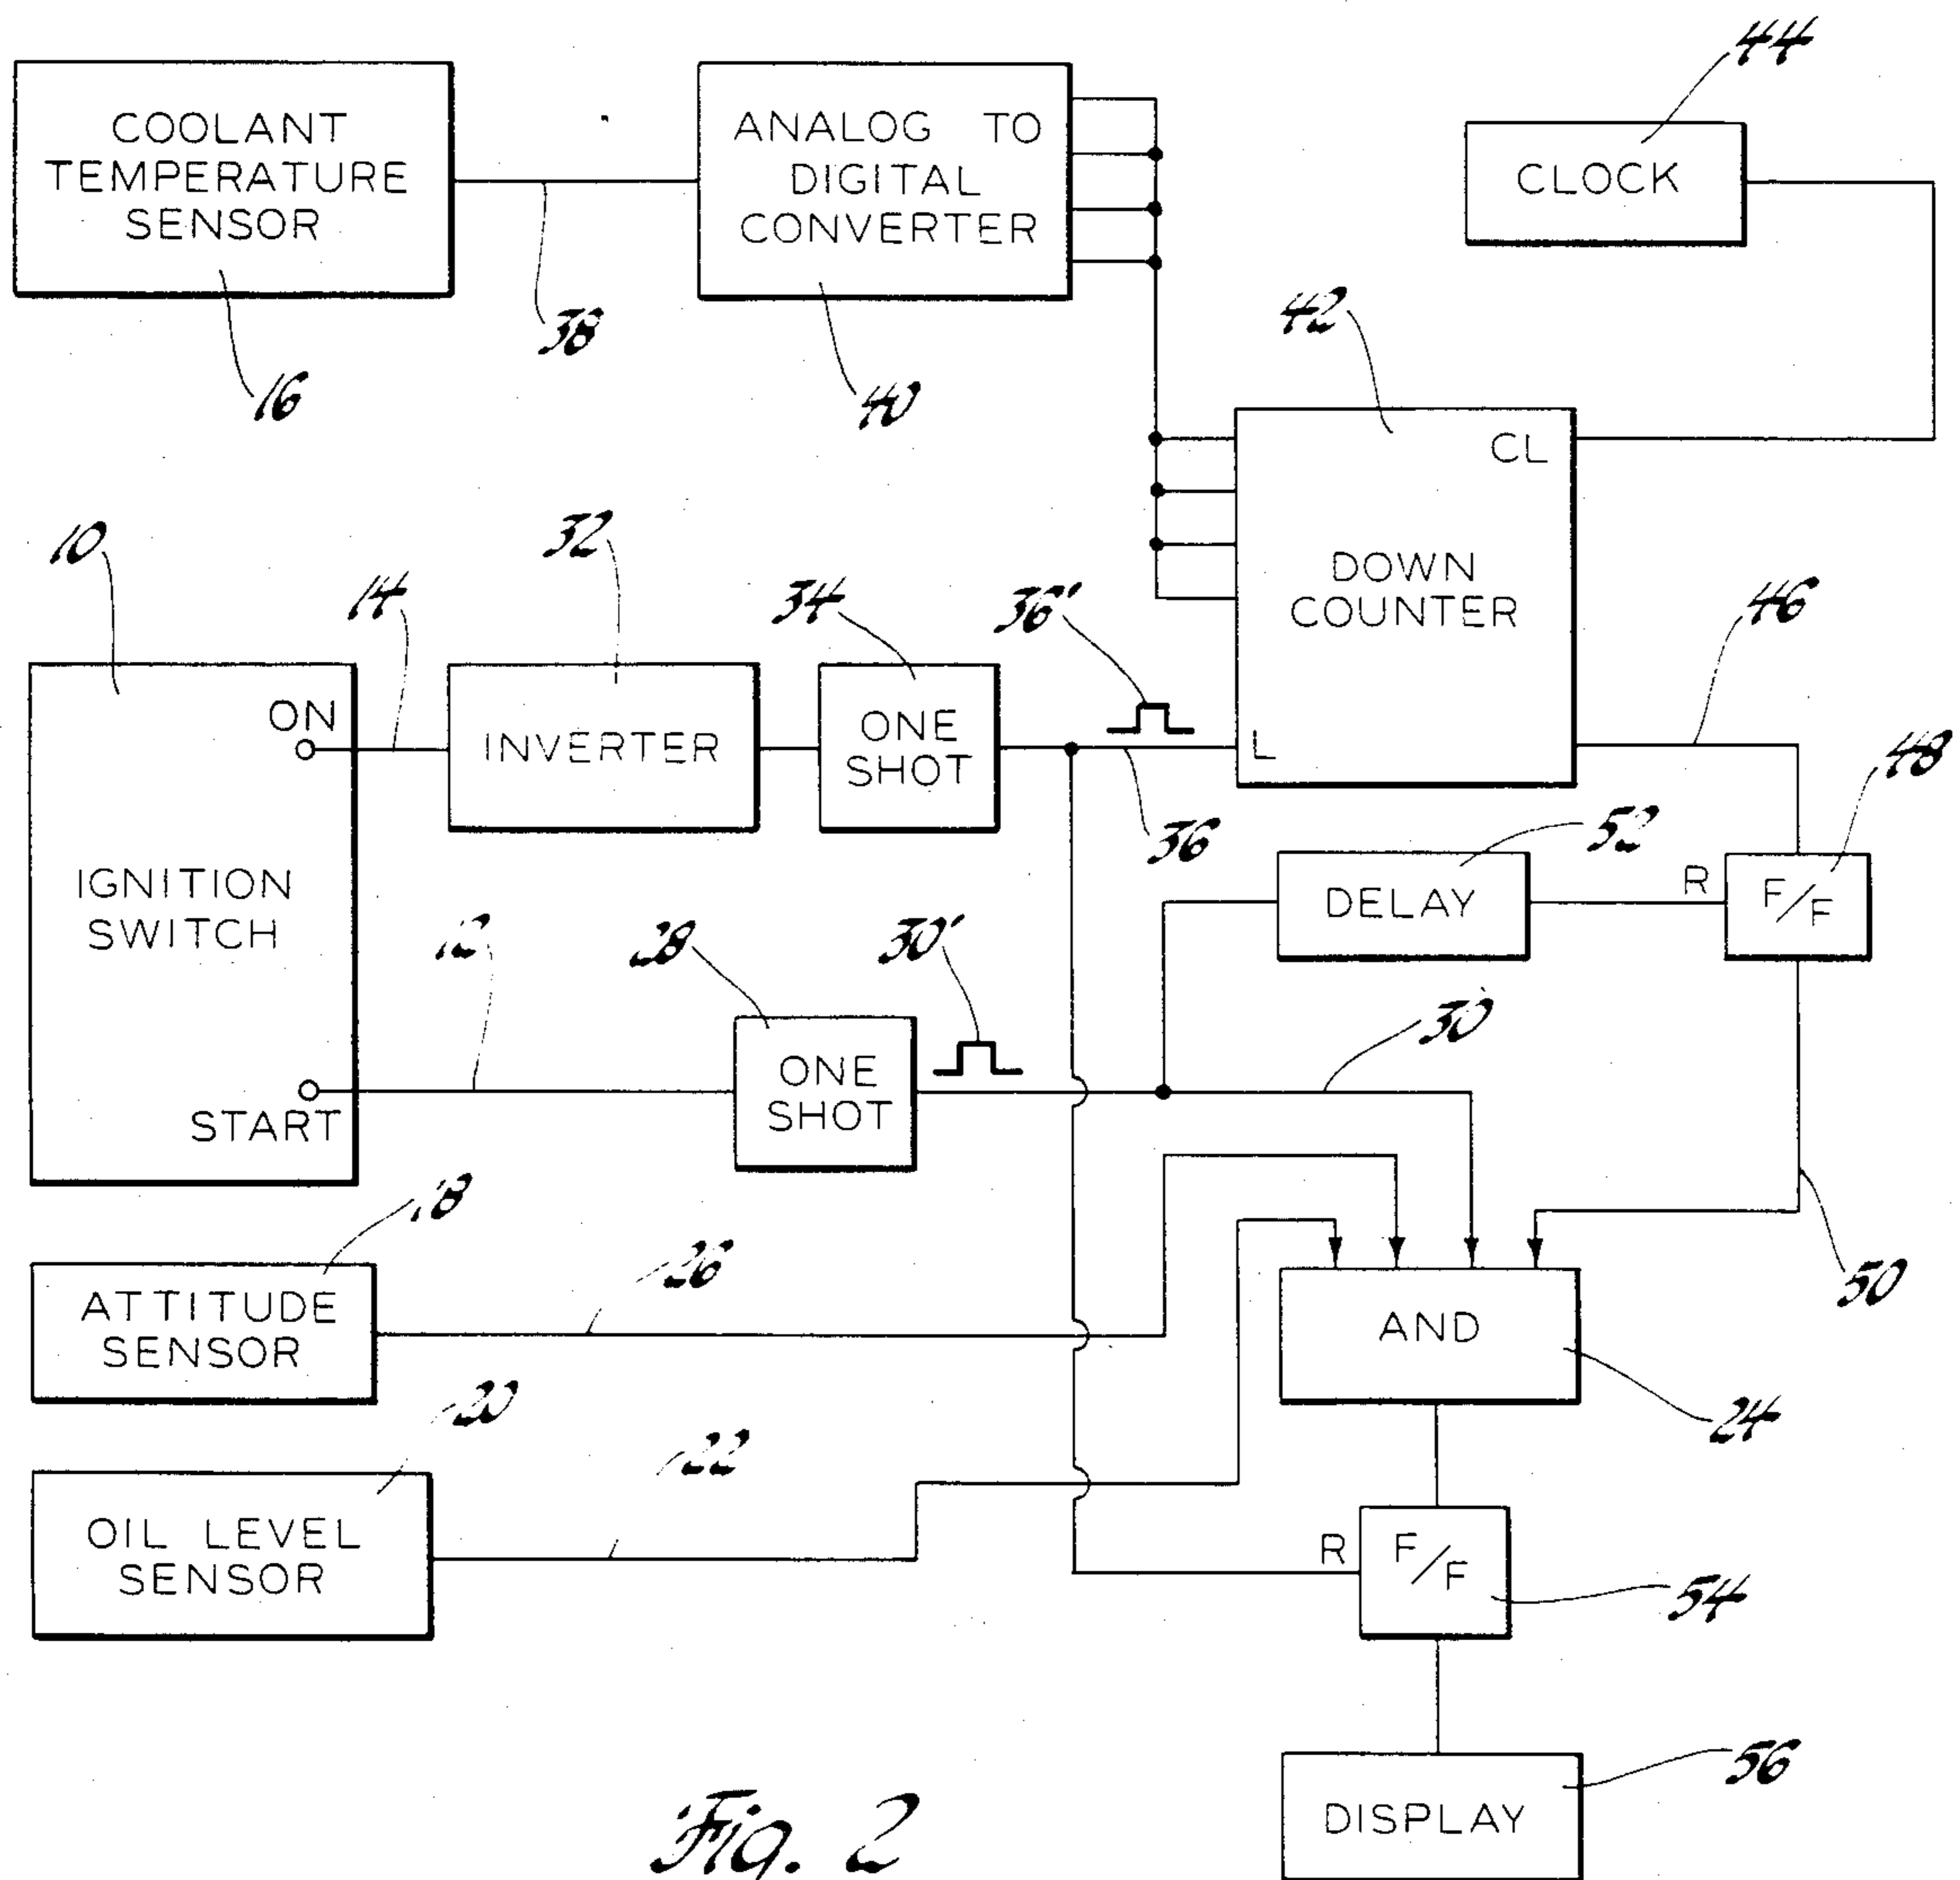 44
COOLANT
TEMPERATURE
SENSOR
ANALOG TO
DIGITAL
CONVERTER
CLOCK
38
42
16
40
CL
10
32
14
34
36'
DOWN
COUNTER
46
ON
INVERTER
ONE
SHOT
L
48
36
52
IGNITION
SWITCH
DELAY
R
F/F
12
28
30'
30
ONE
SHOT
START
18
26
50
ATTITUDE
SENSOR
AND
20
24
22
OIL LEVEL
SENSOR
R
F/F
54
56
DISPLAY
Fig. 2